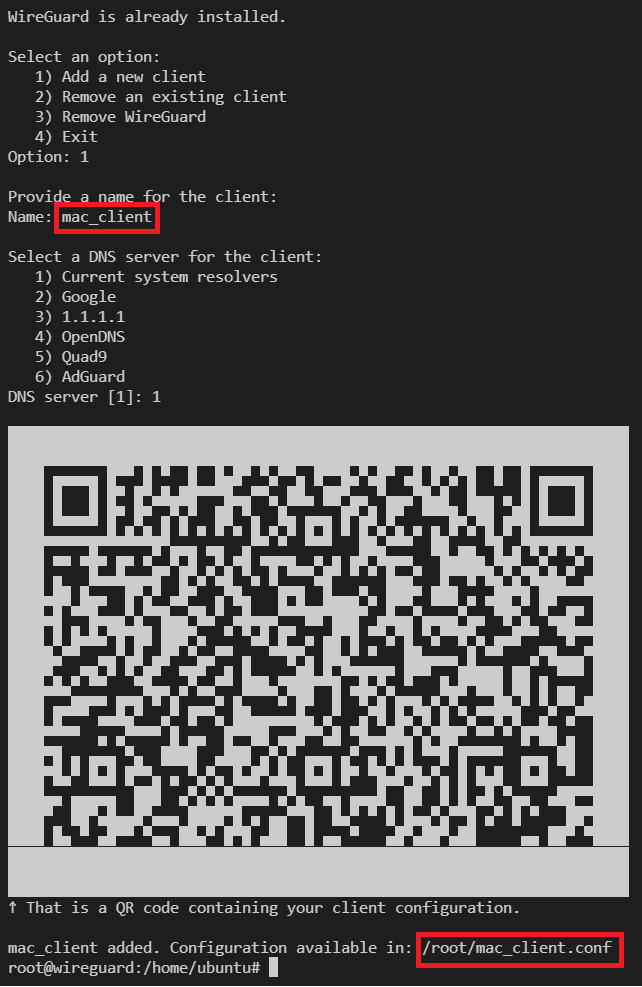 WireGuard is already installed.
Select an option:
1) Add a new client
2) Remove an existing client
3) Remove WireGuard
4) Exit
Option: 1
Provide a name for the client:
Name: mac_client
Select a DNS server for the client:
1) Current system resolvers
2) Google
3) 1.1.1.1
4) OpenDNS
5) Quad9
6) AdGuard
DNS server [1]: 1
↑ That is a QR code containing your client configuration.
mac_client added. Configuration available in: /root/mac_client.conf
root@wireguard:/home/ubuntu#